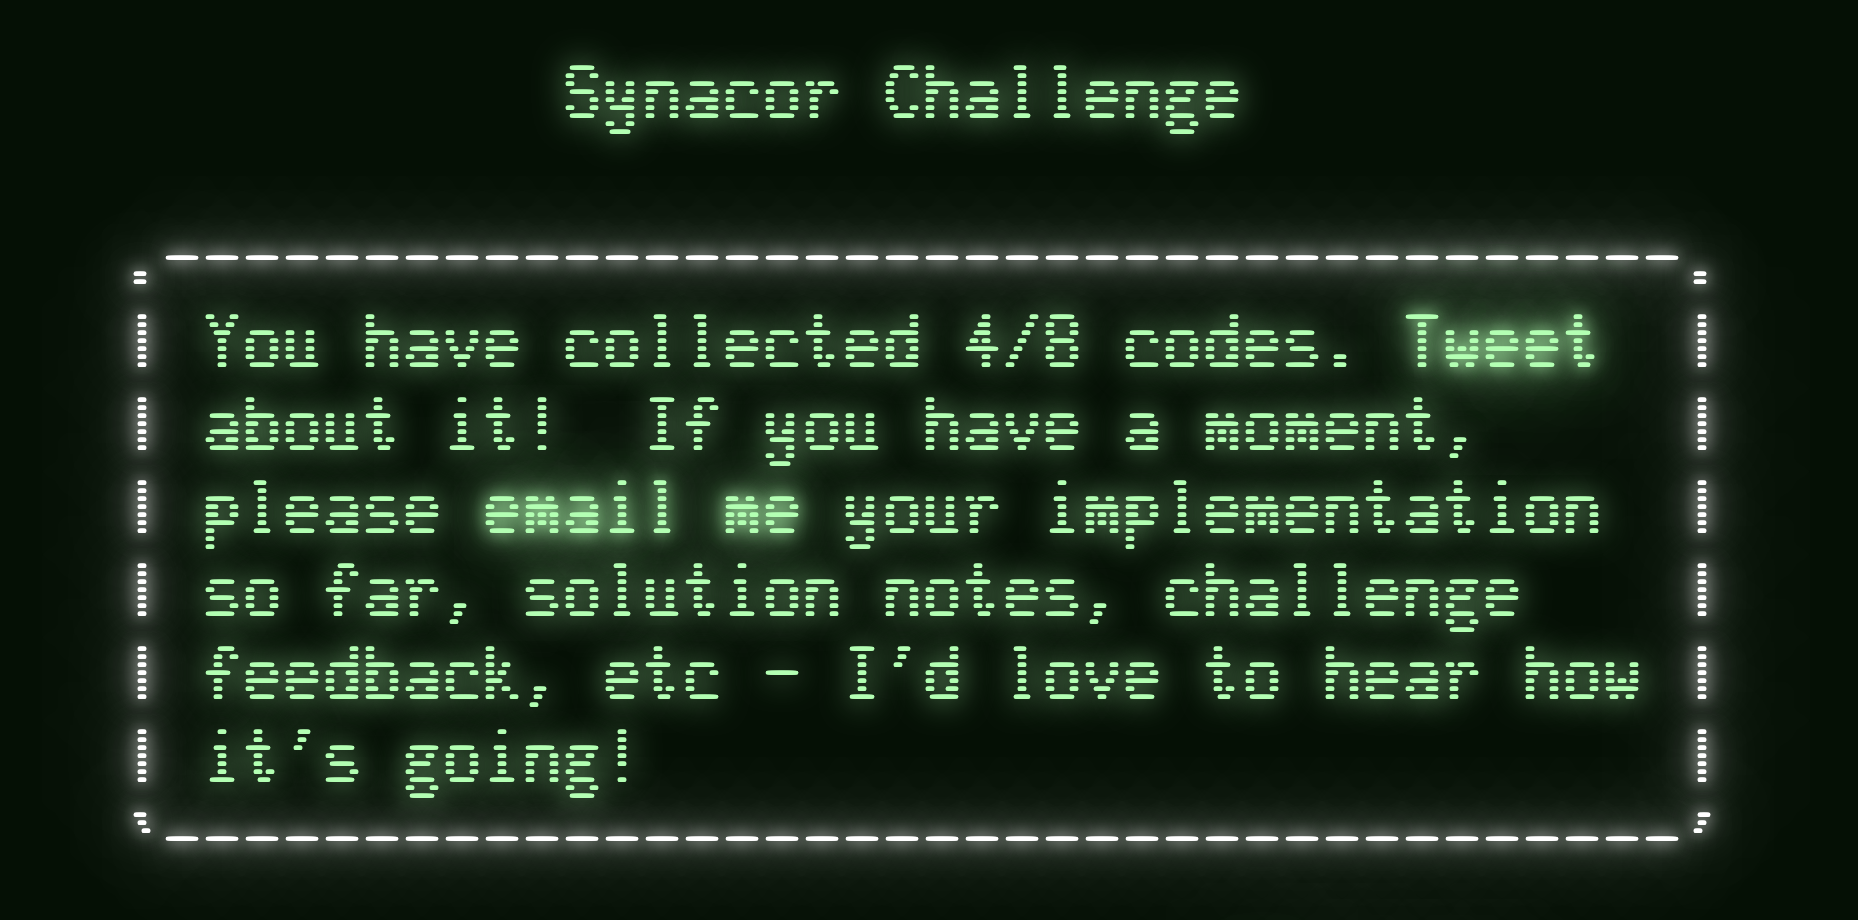 Synacor Challenge
You have collected 4/8 codes. Tweet
about it!  If you have a moment,
please email me your implementation
so far, solution notes, challenge
feedback, etc - I'd love to hear how
it's going!